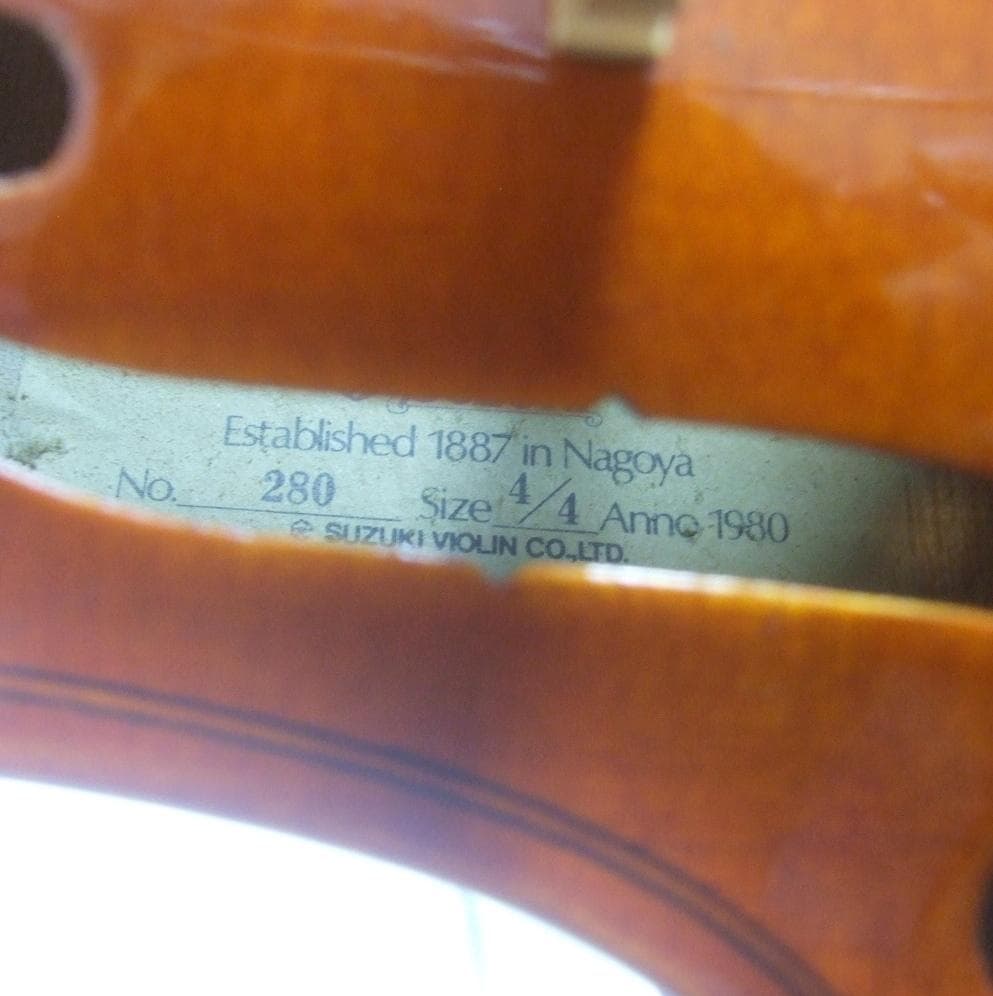 Established 1887 in Nagoya
No. 280 Size 4/4 Anno 1980
SUZUKI VIOLIN CO.,LTD.